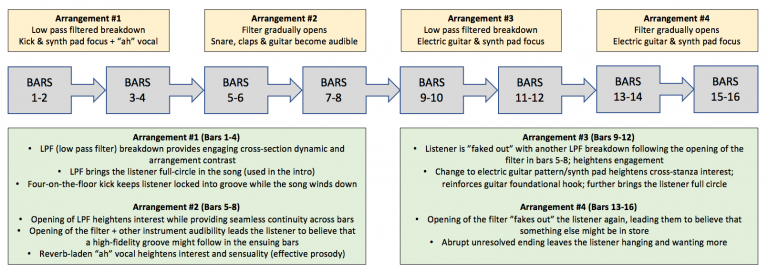 Arrangement #1
Low pass filtered breakdown
Kick & synth pad focus + "ah" vocal
Arrangement #2
Filter gradually opens
Snare, claps & guitar become audible
Arrangement #3
Low pass filtered breakdown
Electric guitar & synth pad focus
Arrangement #4
Filter gradually opens
Electric guitar & synth pad focus
BARS
1-2
BARS
3-4
BARS
5-6
BARS
7-8
BARS
9-10
BARS
11-12
BARS
13-14
BARS
15-16
Arrangement #1 (Bars 1-4)
• LPF (low pass filter) breakdown provides engaging cross-section dynamic and
arrangement contrast
• LPF brings the listener full-circle in the song (used in the intro)
• Four-on-the-floor kick keeps listener locked into groove while the song winds down
Arrangement #2 (Bars 5-8)
• Opening of LPF heightens interest while providing seamless continuity across bars
• Opening of the filter + other instrument audibility leads the listener to believe that
a high-fidelity groove might follow in the ensuing bars
• Reverb-laden "ah" vocal heightens interest and sensuality (effective prosody)
Arrangement #3 (Bars 9-12)
• Listener is "faked out" with another LPF breakdown following the opening of the
filter in bars 5-8; heightens engagement
• Change to electric guitar pattern/synth pad heightens cross-stanza interest;
reinforces guitar foundational hook; further brings the listener full circle
Arrangement #4 (Bars 13-16)
• Opening of the filter "fakes out" the listener again, leading them to believe that
something else might be in store
• Abrupt unresolved ending leaves the listener hanging and wanting more